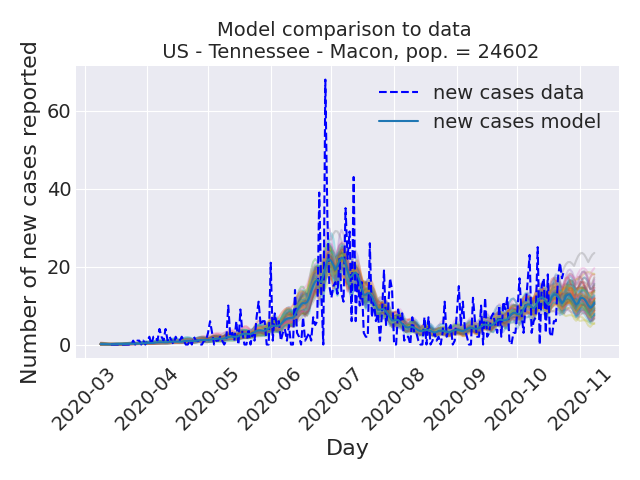 Model comparison to data
US - Tennessee - Macon, pop. = 24602
Number of new cases reported
60
40
20
0
new cases data
new cases model
2020-03
2020-04
2020-05
2020-06
2020-07
2020-08
2020-09
2020-10
2020-11
Day